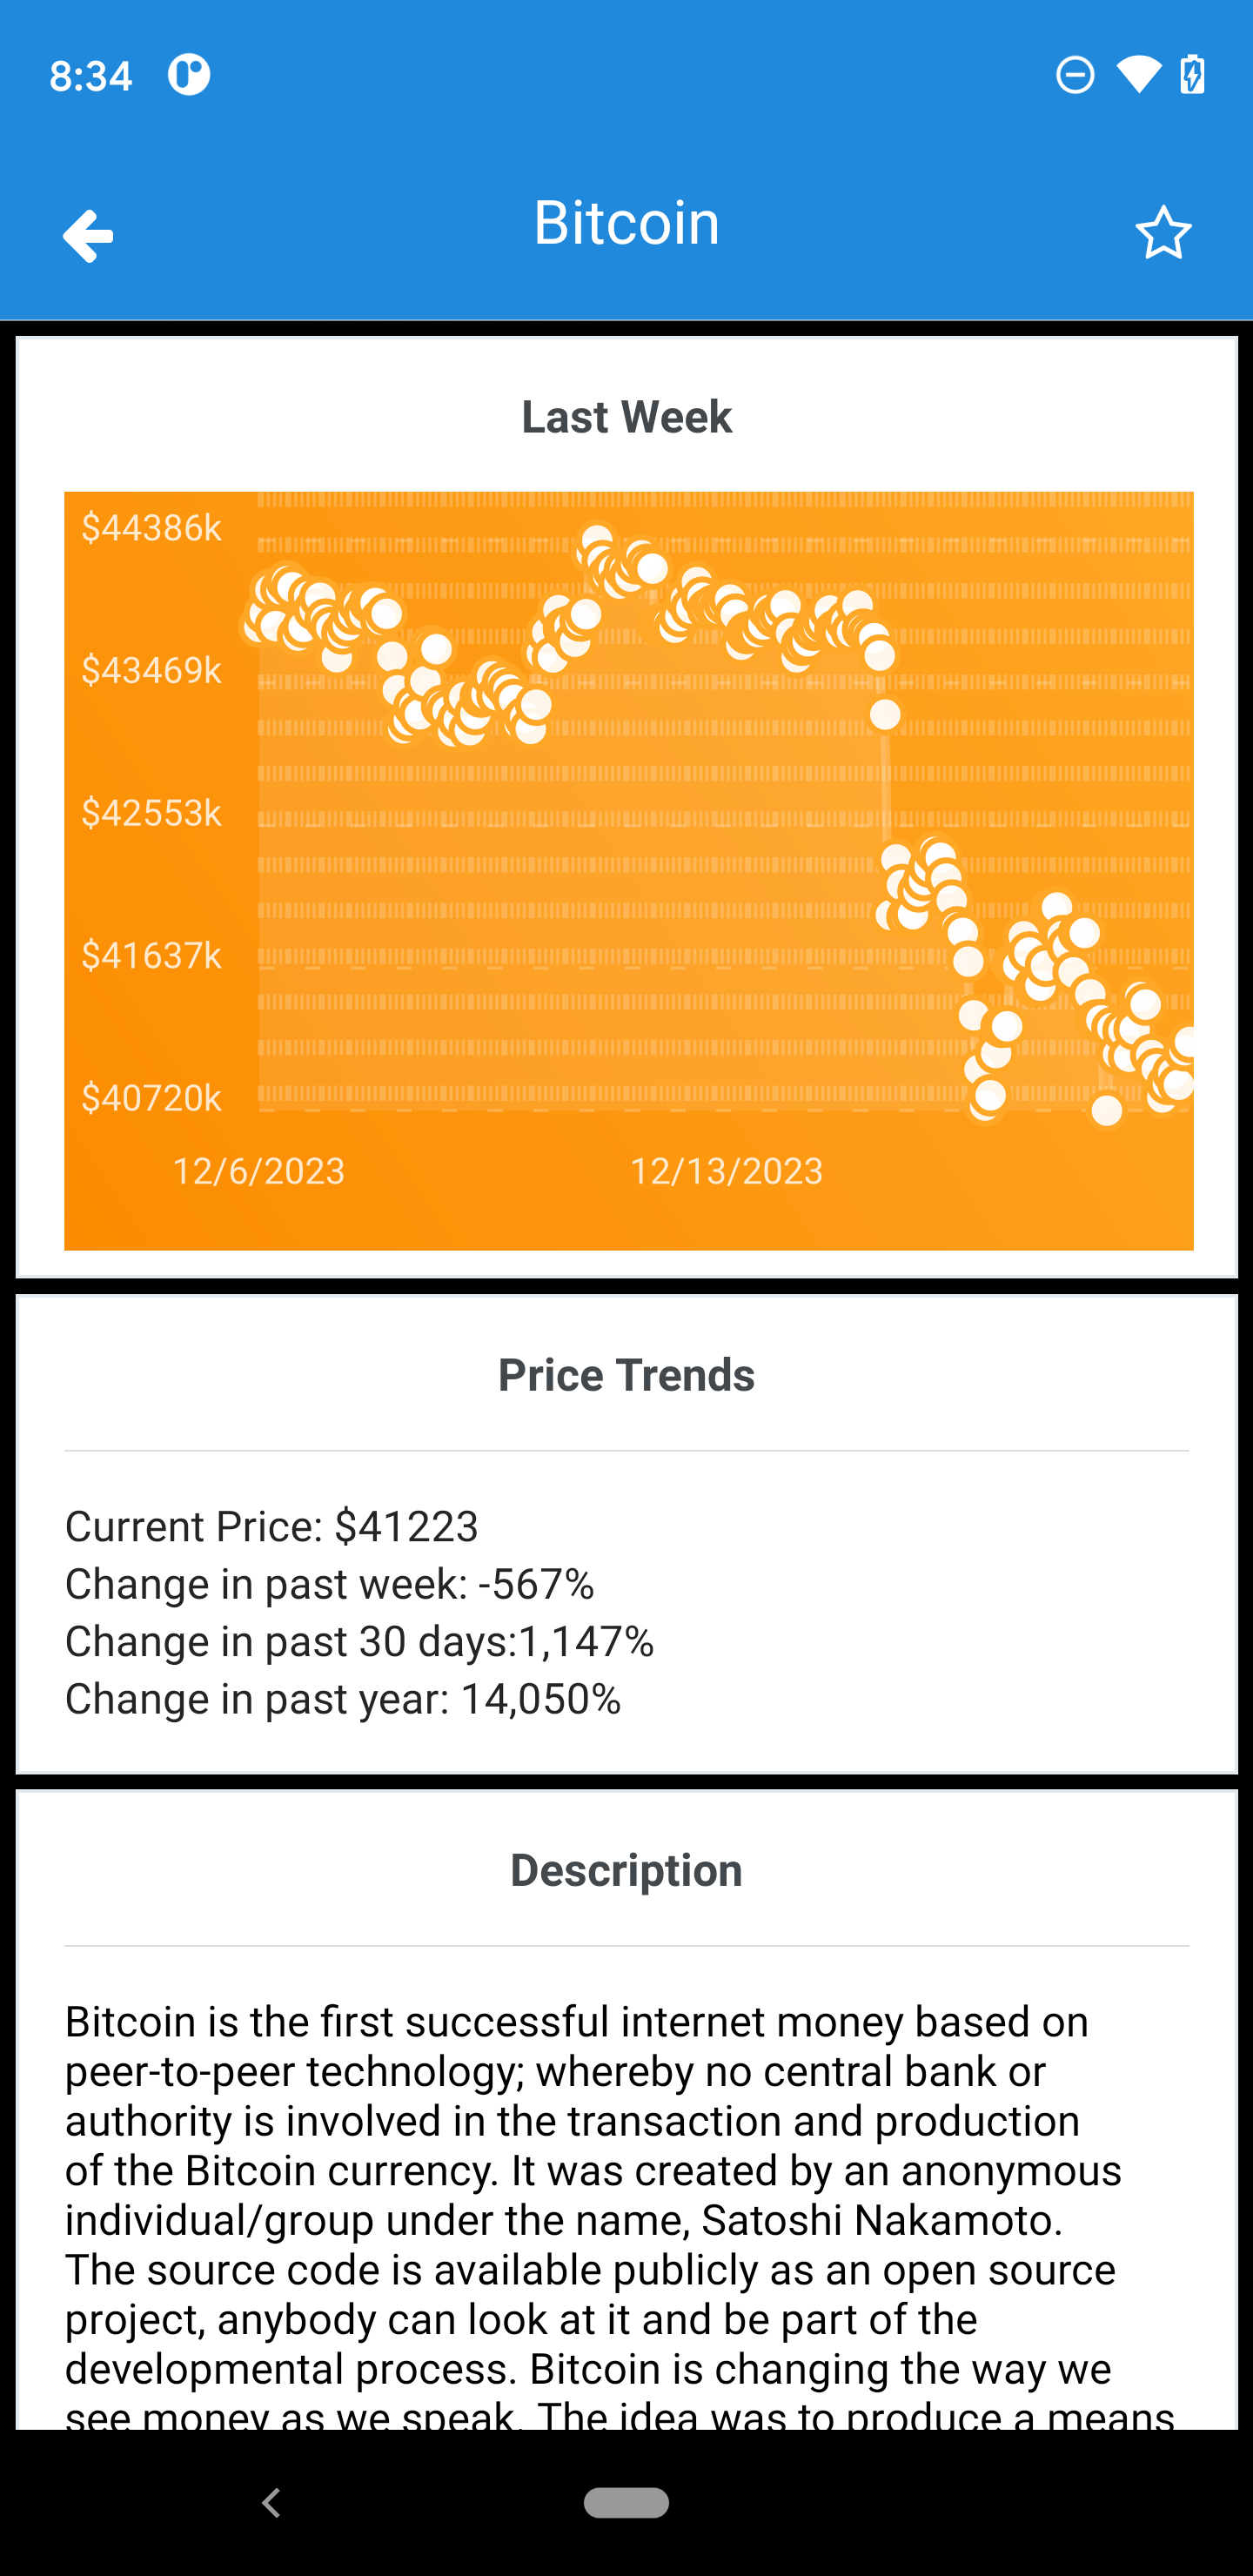 8:34
Bitcoin
Last Week
$44386k
$43469k
$42553k
$41637k
$40720k
12/6/2023 12/13/2023
Price Trends
Current Price: $41223
Change in past week: -567%
Change in past 30 days:1,147%
Change in past year: 14,050%
Description
Bitcoin is the first successful internet money based on
peer-to-peer technology; whereby no central bank or
authority is involved in the transaction and production
of the Bitcoin currency. It was created by an anonymous
individual/group under the name, Satoshi Nakamoto.
The source code is available publicly as an open source
project, anybody can look at it and be part of the
developmental process. Bitcoin is changing the way we
see money as we speak. The idea was to produce a means